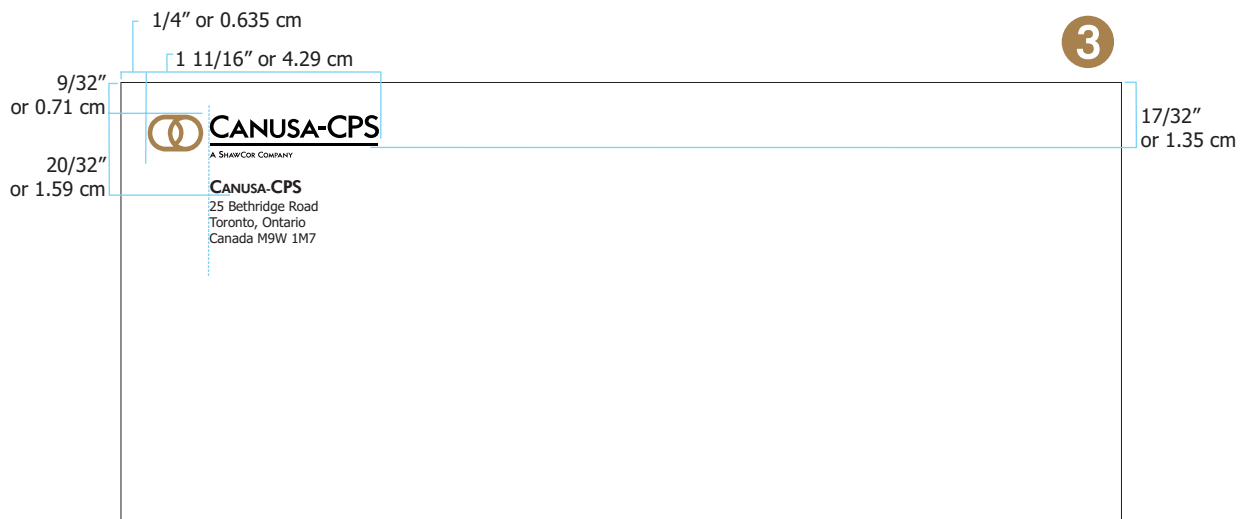 1/4″ or 0.635 cm
3
1 11/16″ or 4.29 cm
9/32″
or 0.71 cm
17/32″
or 1.35 cm
CANUSA-CPS
A SHAWCOR COMPANY
20/32″
or 1.59 cm
CANUSA-CPS
25 Bethridge Road
Toronto, Ontario
Canada M9W 1M7